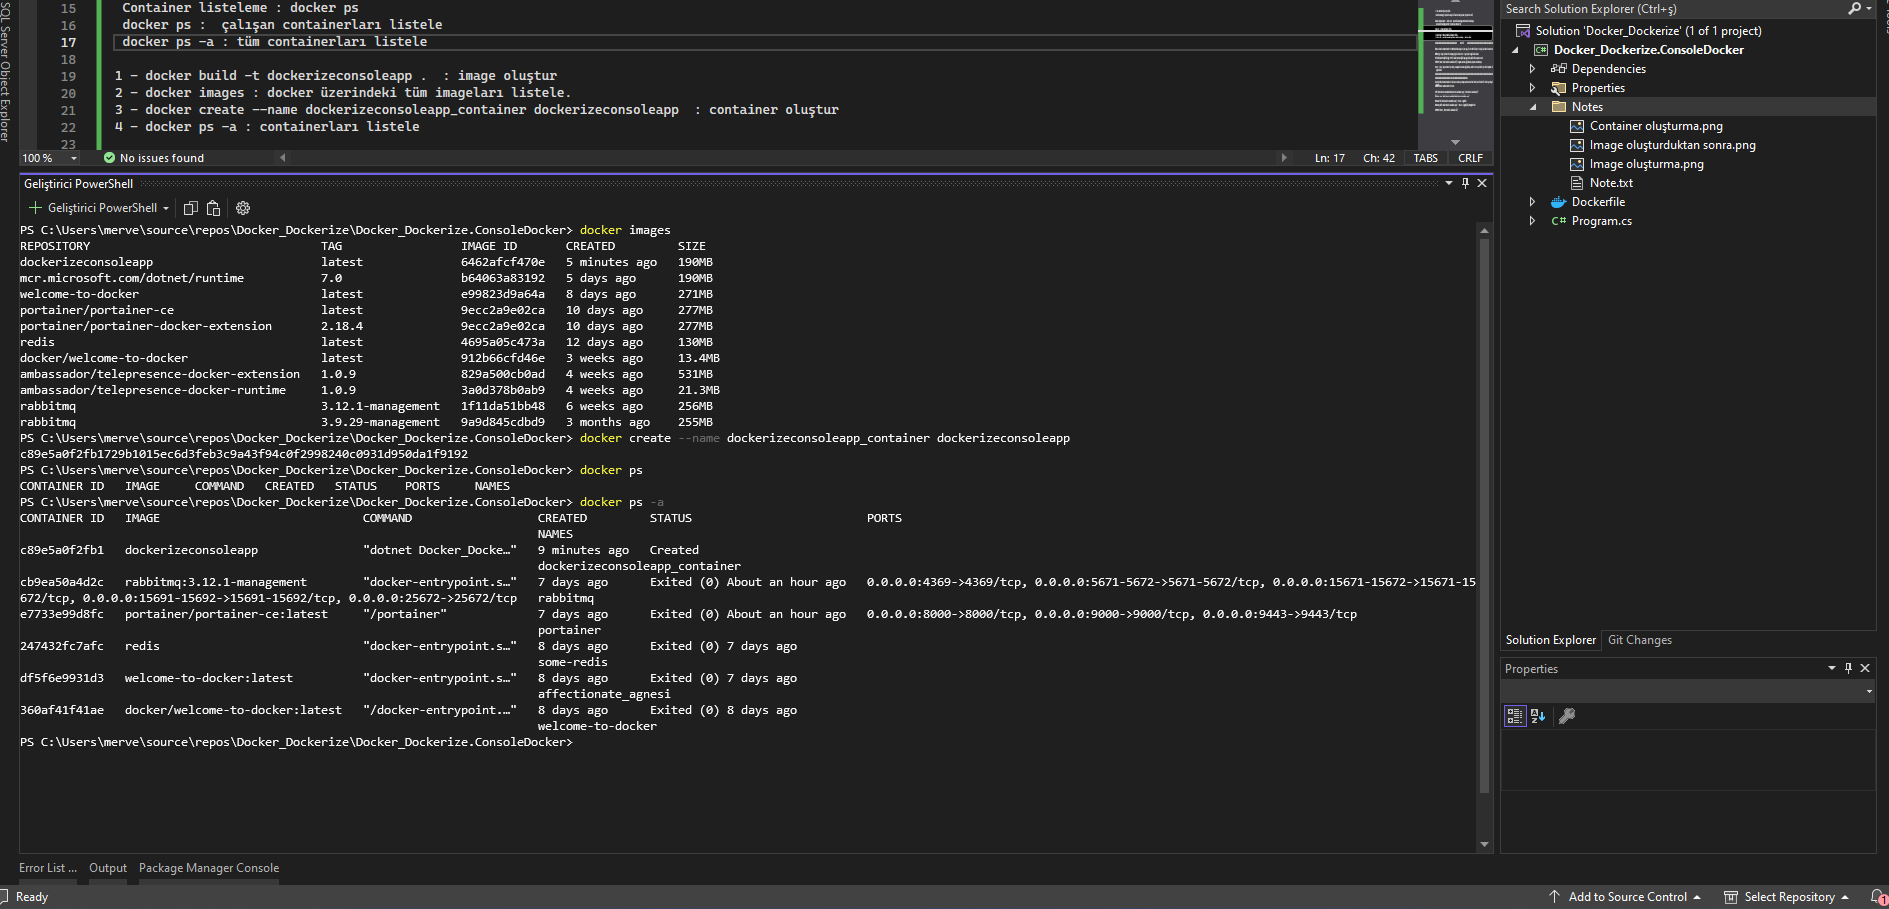 SQL Server Object Explorer
15 Container listeleme : docker ps
16 docker ps :  çalışan containerları listele
17 docker ps -a : tüm containerları listele
18
19 1 - docker build -t dockerizeconsoleapp .  : image oluştur
20 2 - docker images : docker üzerindeki tüm imageları listele.
21 3 - docker create --name dockerizeconsoleapp_container dockerizeconsoleapp  : container oluştur
22 4 - docker ps -a : containerları listele
23
100 % No issues found Ln: 17 Ch: 42 TABS CRLF
Geliştirici PowerShell
Geliştirici PowerShell
PS C:\Users\merve\source\repos\Docker_Dockerize\Docker_Dockerize.ConsoleDocker> docker images
REPOSITORY TAG IMAGE ID CREATED SIZE
dockerizeconsoleapp latest 6462afcf470e 5 minutes ago 190MB
mcr.microsoft.com/dotnet/runtime 7.0 b64063a83192 5 days ago 190MB
welcome-to-docker latest e99823d9a64a 8 days ago 271MB
portainer/portainer-ce latest 9ecc2a9e02ca 10 days ago 277MB
portainer/portainer-docker-extension 2.18.4 9ecc2a9e02ca 10 days ago 277MB
redis latest 4695a05c473a 12 days ago 130MB
docker/welcome-to-docker latest 912b66cfd46e 3 weeks ago 13.4MB
ambassador/telepresence-docker-extension 1.0.9 829a500cb0ad 4 weeks ago 531MB
ambassador/telepresence-docker-runtime 1.0.9 3a0d378b0ab9 4 weeks ago 21.3MB
rabbitmq 3.12.1-management 1f11da51bb48 6 weeks ago 256MB
rabbitmq 3.9.29-management 9a9d845cdbd9 3 months ago 255MB
PS C:\Users\merve\source\repos\Docker_Dockerize\Docker_Dockerize.ConsoleDocker> docker create --name dockerizeconsoleapp_container dockerizeconsoleapp
c89e5a0f2fb1729b1015ec6d3feb3c9a43f94c0f2998240c0931d950da1f9192
PS C:\Users\merve\source\repos\Docker_Dockerize\Docker_Dockerize.ConsoleDocker> docker ps
CONTAINER ID IMAGE COMMAND CREATED STATUS PORTS NAMES
PS C:\Users\merve\source\repos\Docker_Dockerize\Docker_Dockerize.ConsoleDocker> docker ps -a
CONTAINER ID IMAGE COMMAND CREATED STATUS PORTS
NAMES
c89e5a0f2fb1 dockerizeconsoleapp "dotnet Docker_Docke…" 9 minutes ago Created
dockerizeconsoleapp_container
cb9ea50a4d2c rabbitmq:3.12.1-management "docker-entrypoint.s…" 7 days ago Exited (0) About an hour ago 0.0.0.0:4369->4369/tcp, 0.0.0.0:5671-5672->5671-5672/tcp, 0.0.0.0:15671-15672->15671-15
672/tcp, 0.0.0.0:15691-15692->15691-15692/tcp, 0.0.0.0:25672->25672/tcp rabbitmq
e7733e99d8fc portainer/portainer-ce:latest "/portainer" 7 days ago Exited (0) About an hour ago 0.0.0.0:8000->8000/tcp, 0.0.0.0:9000->9000/tcp, 0.0.0.0:9443->9443/tcp
portainer
247432fc7afc redis "docker-entrypoint.s…" 8 days ago Exited (0) 7 days ago
some-redis
df5f6e9931d3 welcome-to-docker:latest "docker-entrypoint.s…" 8 days ago Exited (0) 7 days ago
affectionate_agnesi
360af41f41ae docker/welcome-to-docker:latest "/docker-entrypoint.…" 8 days ago Exited (0) 8 days ago
welcome-to-docker
PS C:\Users\merve\source\repos\Docker_Dockerize\Docker_Dockerize.ConsoleDocker>
Search Solution Explorer (Ctrl+ş)
Solution 'Docker_Dockerize' (1 of 1 project)
Docker_Dockerize.ConsoleDocker
Dependencies
Properties
Notes
Container oluşturma.png
Image oluşturduktan sonra.png
Image oluşturma.png
Note.txt
Dockerfile
C# Program.cs
Solution Explorer Git Changes
Properties
Error List ... Output Package Manager Console
Ready Add to Source Control Select Repository 1